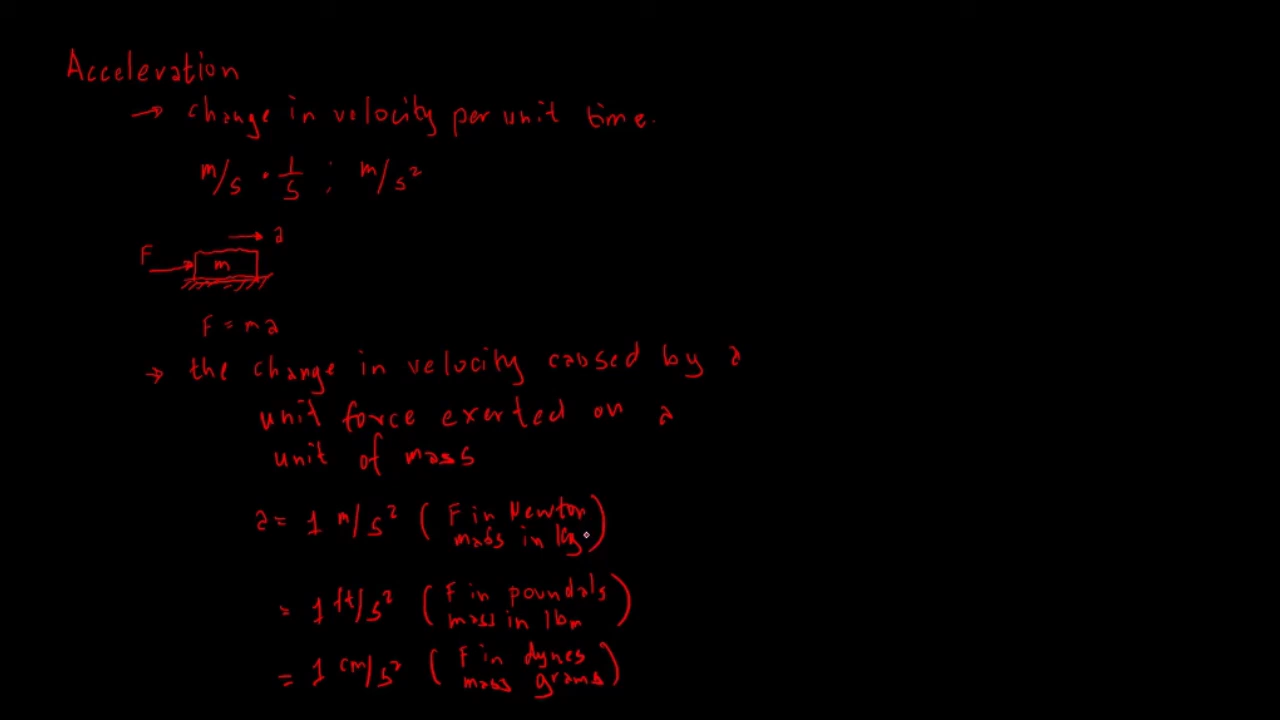 Acceleration
→ change in velocity per unit time.
m/s · 1/s ; m/s²
a
F
m
F = ma
→ the change in velocity caused by a
unit force exerted on a
unit of mass
a = 1 m/s² ( F in Newton
mass in kg )
= 1 ft/s² ( F in poundals
mass in lbm )
= 1 cm/s² ( F in dynes
mass grams )